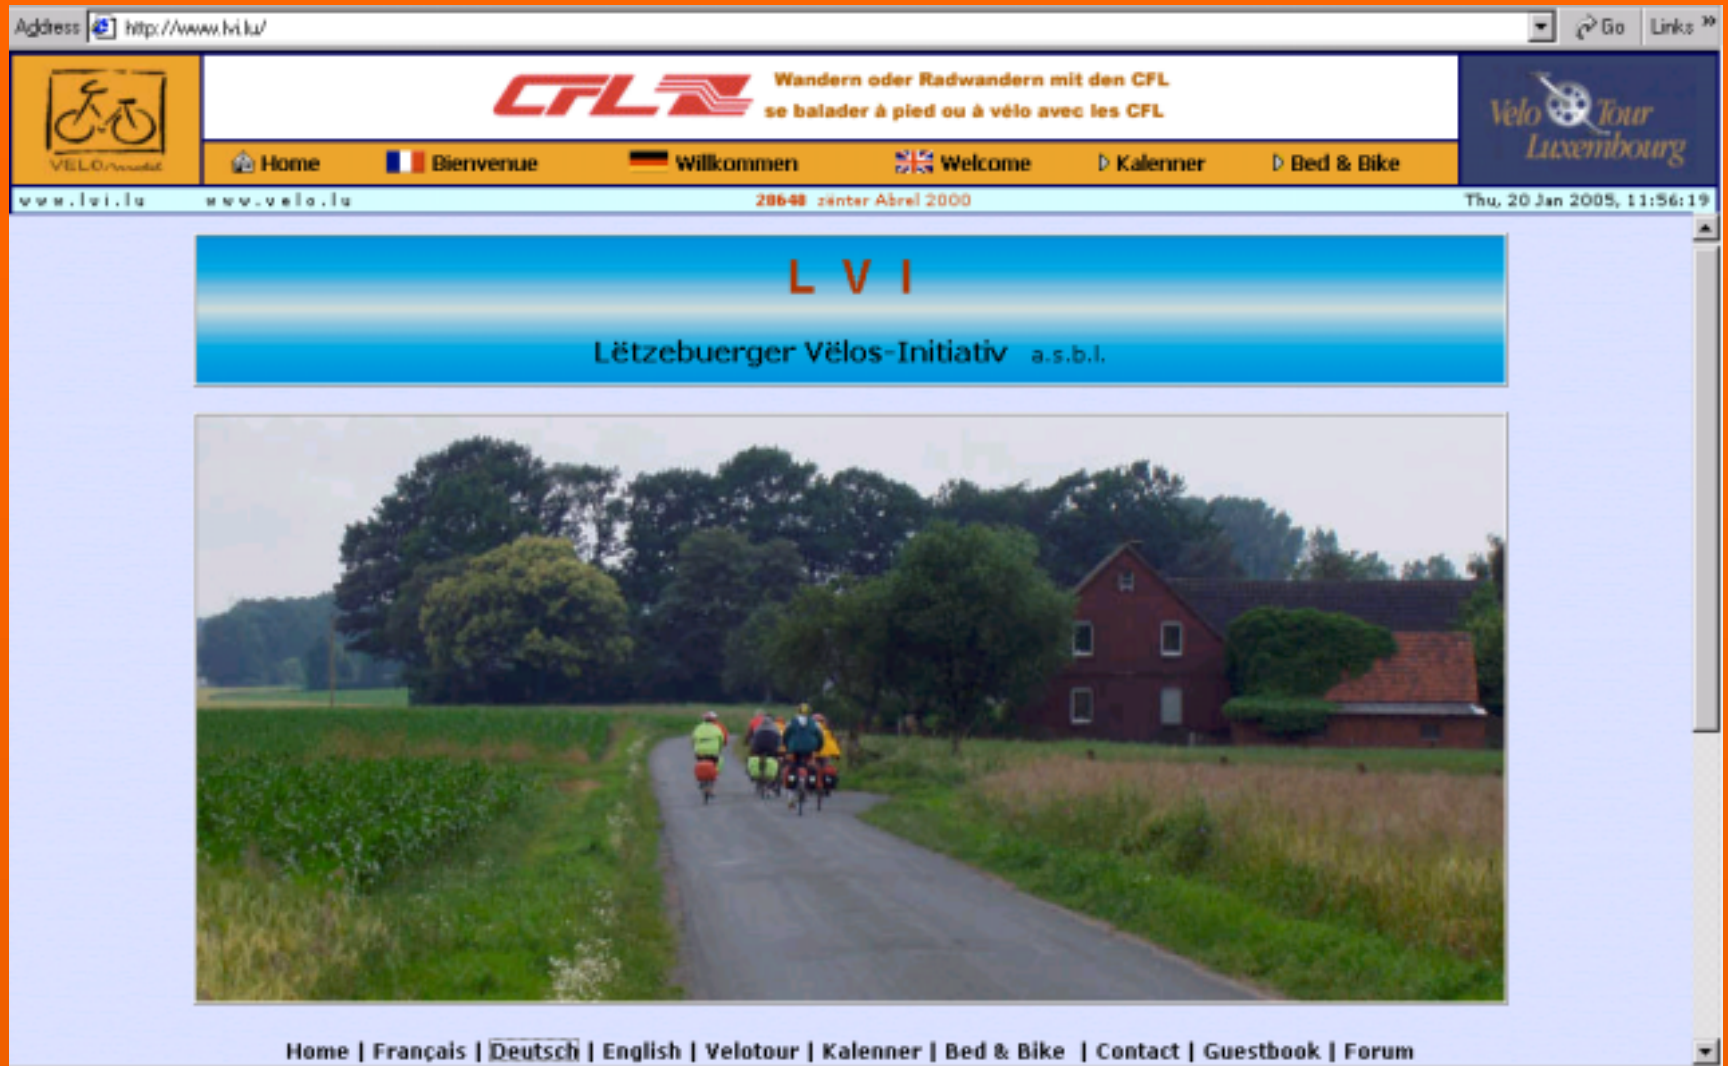 Address http://www.lvi.lu/ Go Links »
CFL Wandern oder Radwandern mit den CFL
se balader à pied ou à vélo avec les CFL
Velo Tour
Luxembourg
VELO
Home Bienvenue Willkommen Welcome Kalenner Bed & Bike
www.lvi.lu www.velo.lu 28648 zënter Abrel 2000 Thu, 20 Jan 2005, 11:56:19
L V I
Lëtzebuerger Vëlos-Initiativ a.s.b.l.
Home | Français | Deutsch | English | Velotour | Kalenner | Bed & Bike | Contact | Guestbook | Forum